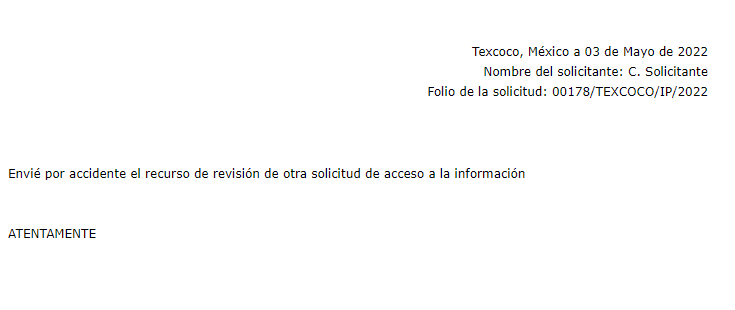 Texcoco, México a 03 de Mayo de 2022
Nombre del solicitante: C. Solicitante
Folio de la solicitud: 00178/TEXCOCO/IP/2022
Envié por accidente el recurso de revisión de otra solicitud de acceso a la información
ATENTAMENTE